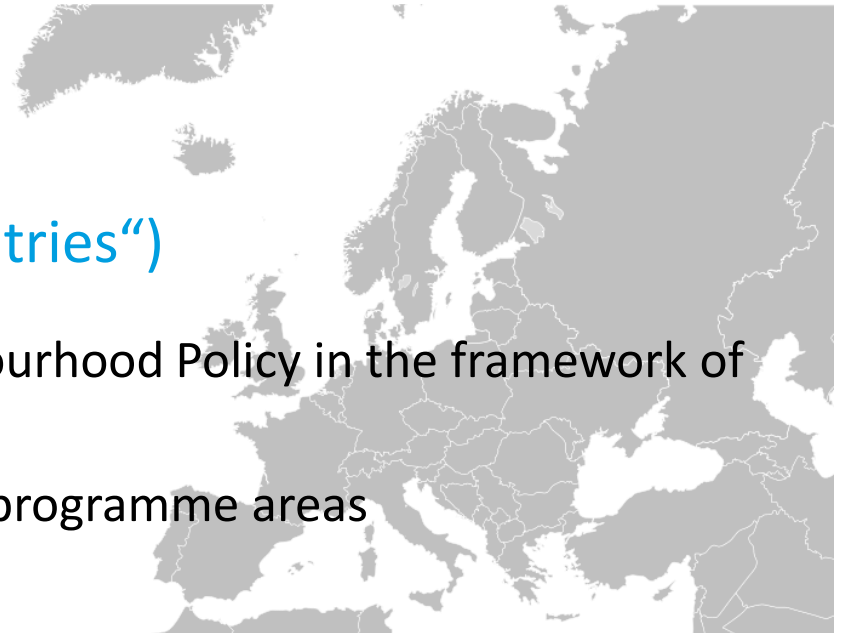 tries“)
ourhood Policy in the framework of
programme areas